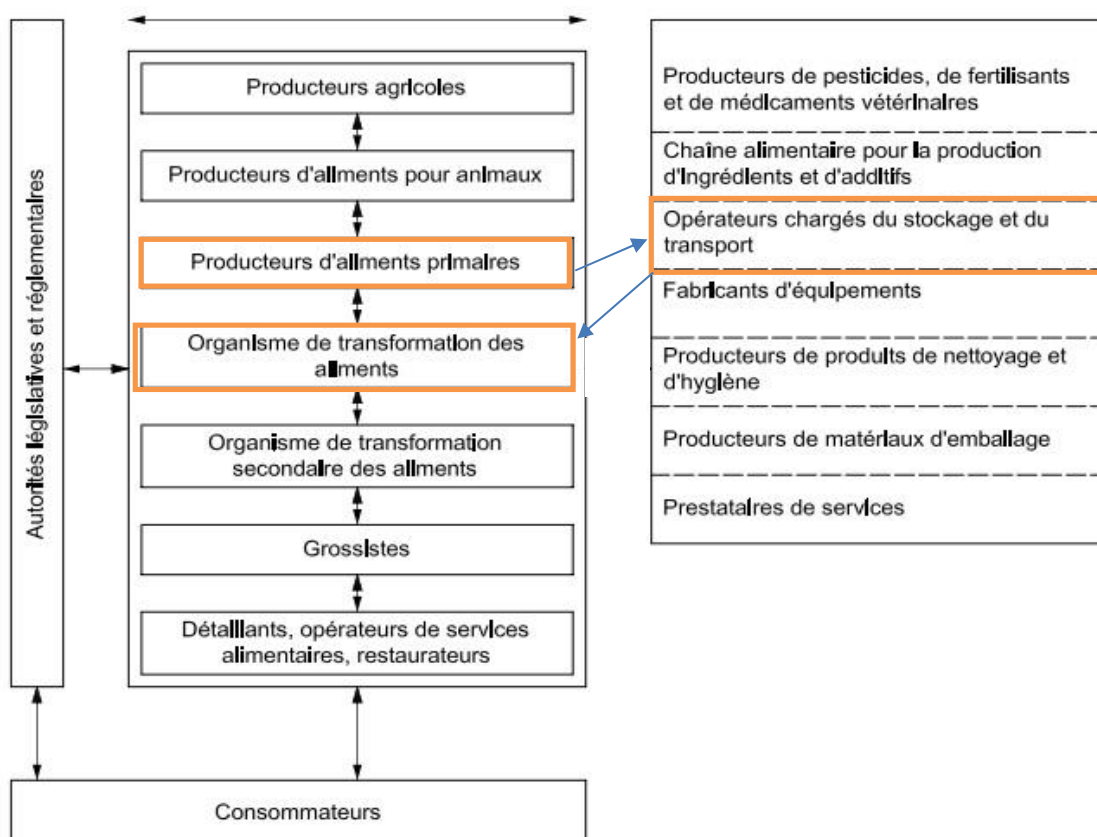 Autorités législatives et réglementaires
Producteurs agricoles
Producteurs d'aliments pour animaux
Producteurs d'aliments primaires
Organisme de transformation des
aliments
Organisme de transformation
secondaire des aliments
Grossistes
Détaillants, opérateurs de services
alimentaires, restaurateurs
Consommateurs
Producteurs de pesticides, de fertilisants
et de médicaments vétérinaires
Chaîne alimentaire pour la production
d'ingrédients et d'additifs
Opérateurs chargés du stockage et du
transport
Fabricants d'équipements
Producteurs de produits de nettoyage et
d'hygiène
Producteurs de matériaux d'emballage
Prestataires de services